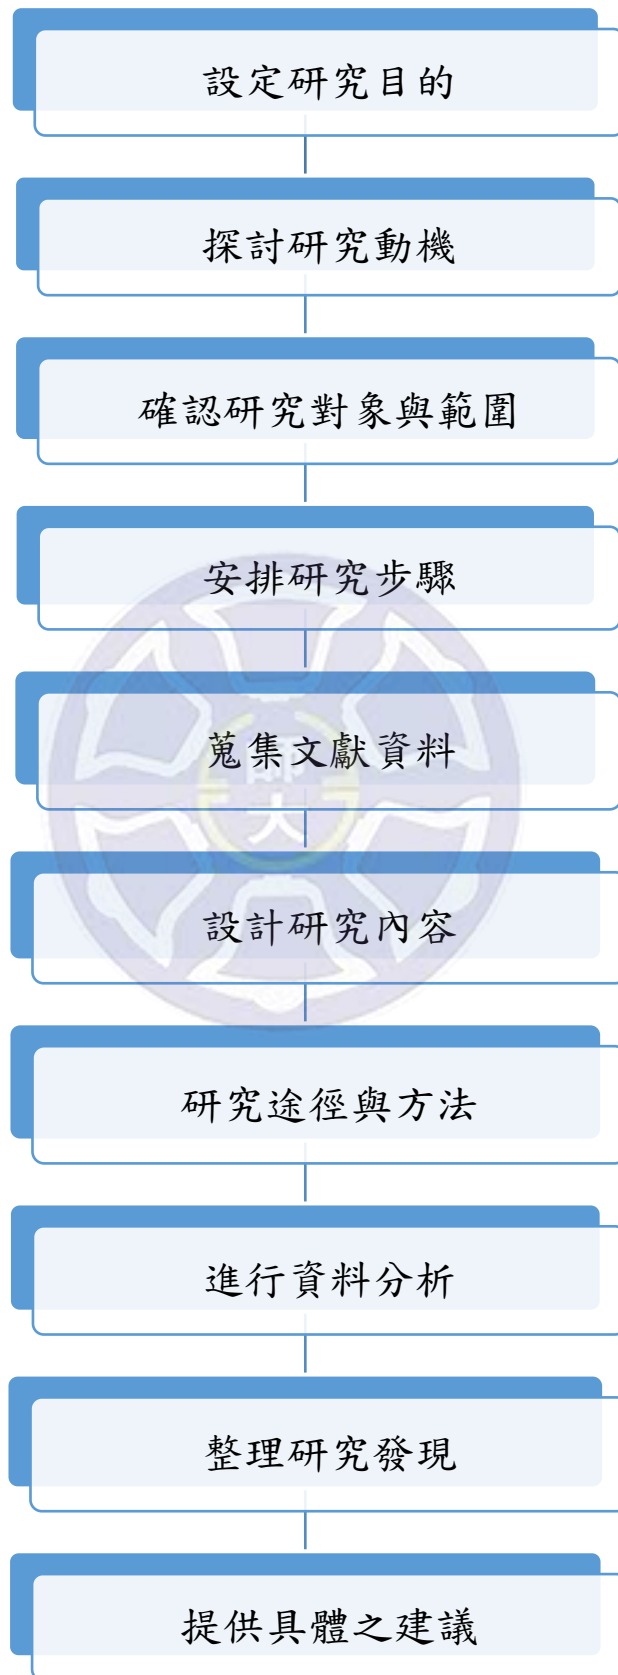 設定研究目的
探討研究動機
確認研究對象與範圍
安排研究步驟
蒐集文獻資料
師大
設計研究內容
研究途徑與方法
進行資料分析
整理研究發現
提供具體之建議